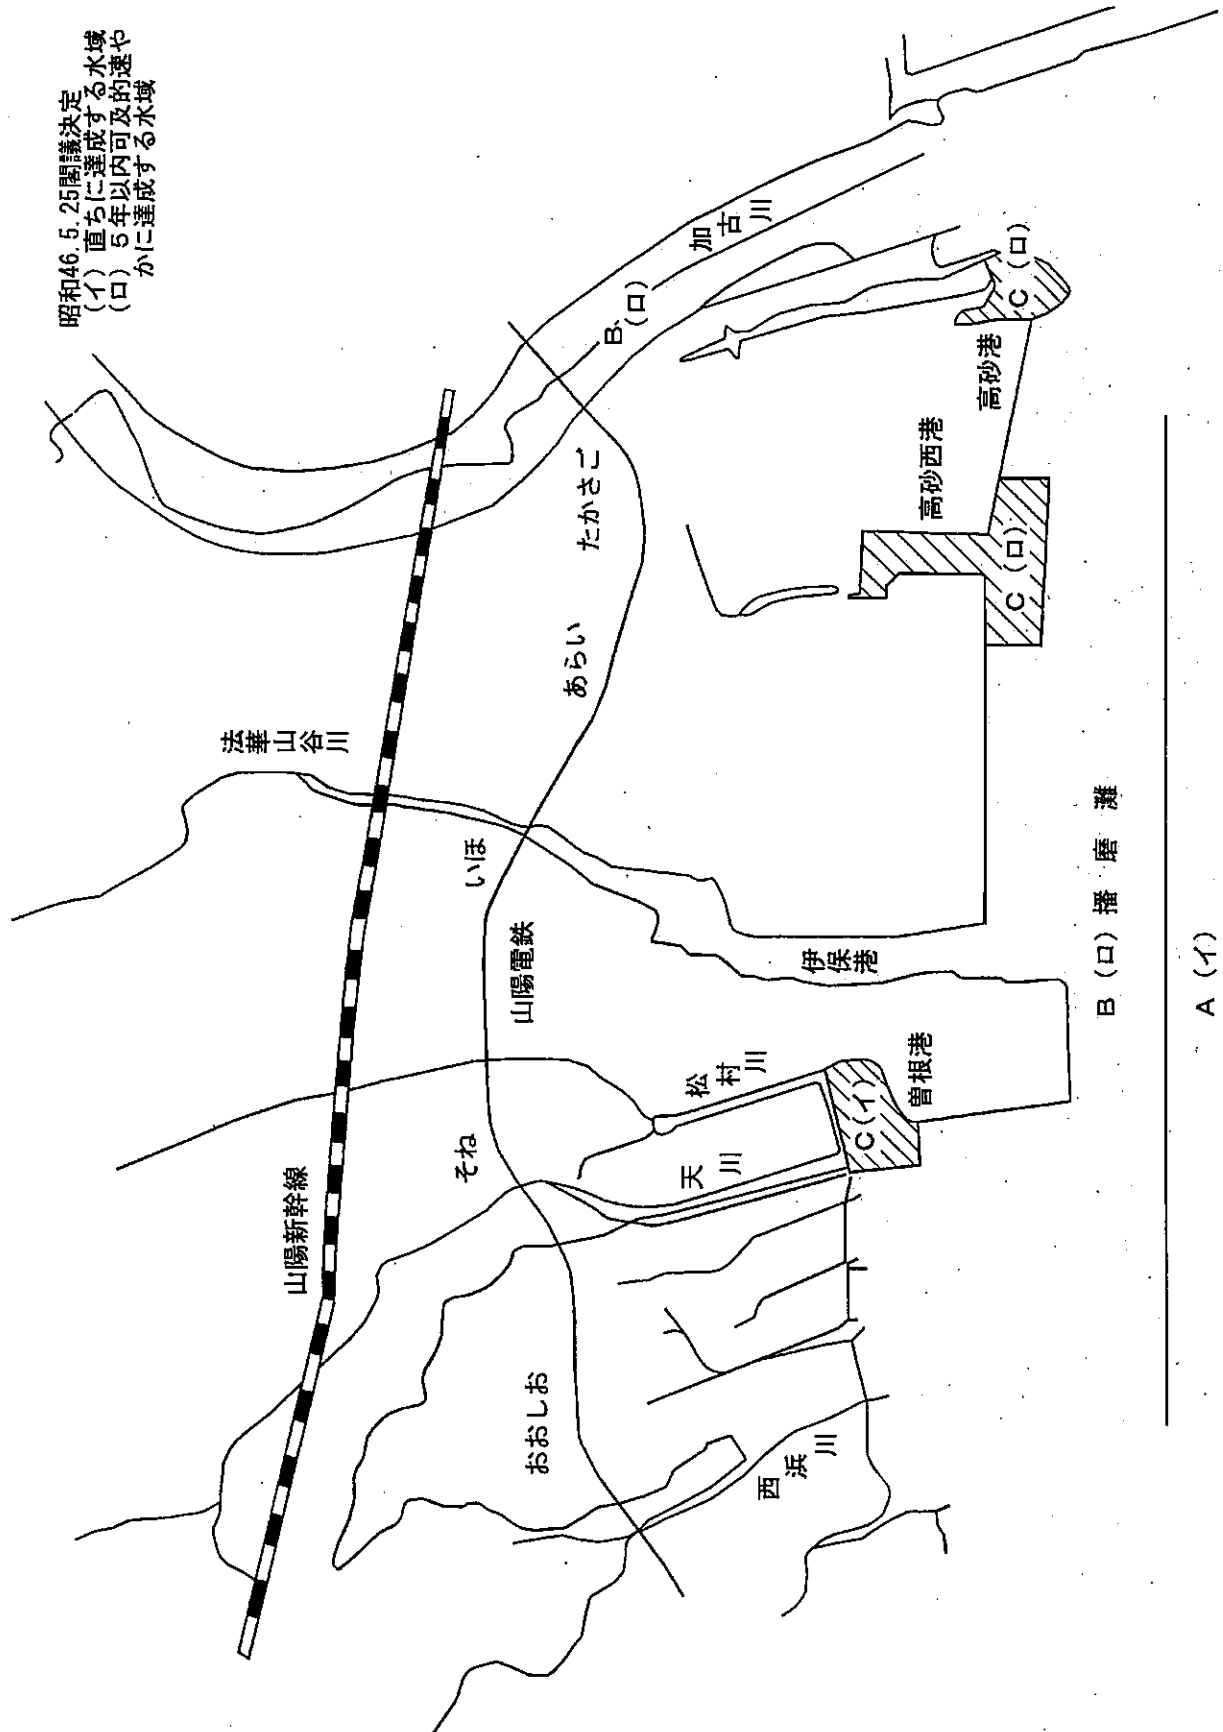 昭和46.5.25閣議決定
(イ) 直ちに達成する水域
(ロ) 5年以内可及的速や
かに達成する水域
加古川
B(ロ)
C(ロ)
高砂港
高砂西港
C(ロ)
たかさご
あらい
法華山谷川
いほ
山陽電鉄
伊保港
B(ロ)播磨灘
A(イ)
松村川
曽根港
C(イ)
天川
そね
山陽新幹線
おおしお
西浜川